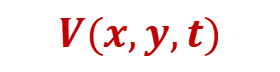 V(x, y, t)